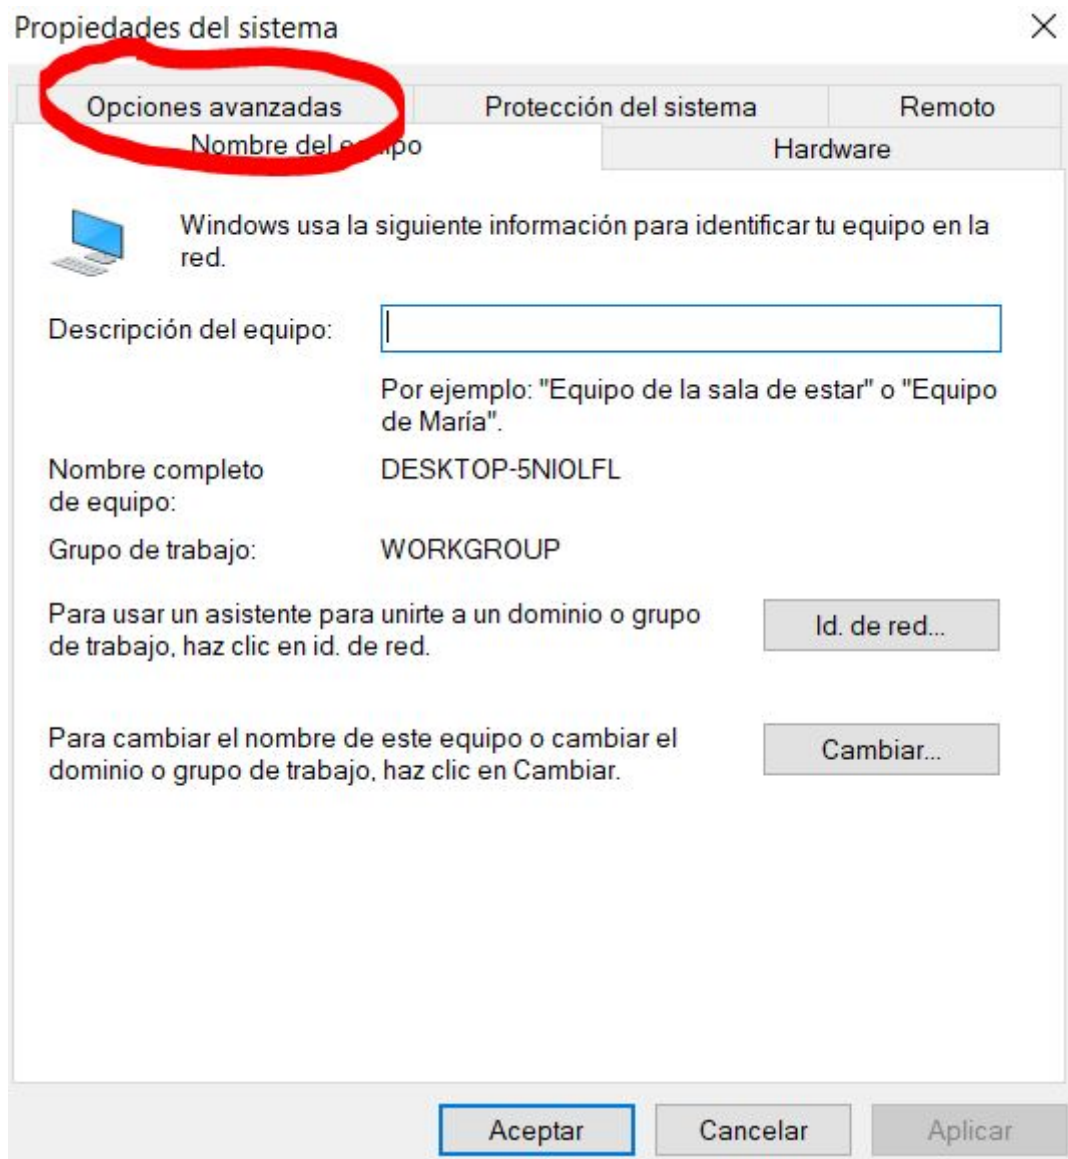 Propiedades del sistema
Opciones avanzadas
Protección del sistema
Remoto
Nombre del equipo
Hardware
Windows usa la siguiente información para identificar tu equipo en la
red.
Descripción del equipo:
Por ejemplo: "Equipo de la sala de estar" o "Equipo
de María".
Nombre completo
de equipo:
DESKTOP-5NIOLFL
Grupo de trabajo:
WORKGROUP
Para usar un asistente para unirte a un dominio o grupo
de trabajo, haz clic en id. de red.
Id. de red...
Para cambiar el nombre de este equipo o cambiar el
dominio o grupo de trabajo, haz clic en Cambiar.
Cambiar...
Aceptar
Cancelar
Aplicar